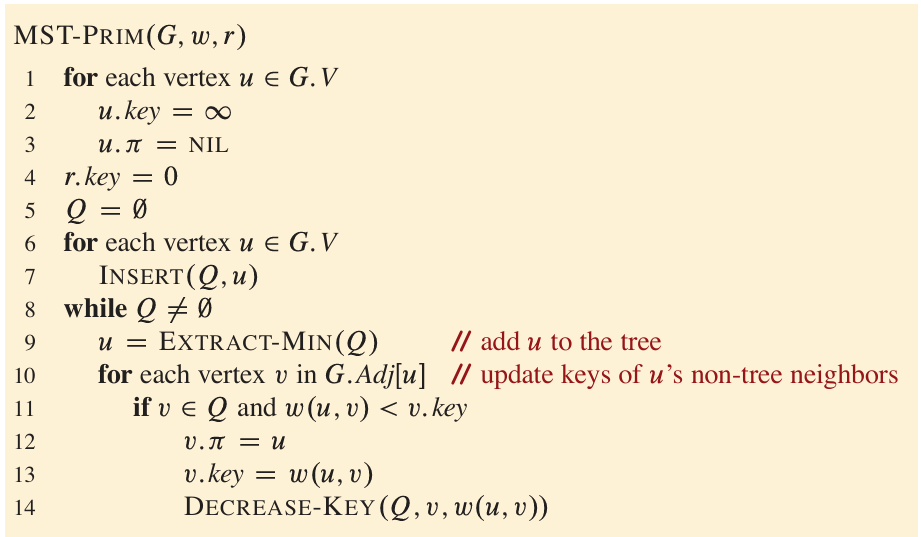 MST-PRIM(G, w, r)
1 for each vertex u ∈ G.V
2 u.key = ∞
3 u.π = NIL
4 r.key = 0
5 Q = ∅
6 for each vertex u ∈ G.V
7 INSERT(Q, u)
8 while Q ≠ ∅
9 u = EXTRACT-MIN(Q) // add u to the tree
10 for each vertex v in G.Adj[u] // update keys of u's non-tree neighbors
11 if v ∈ Q and w(u, v) < v.key
12 v.π = u
13 v.key = w(u, v)
14 DECREASE-KEY(Q, v, w(u, v))